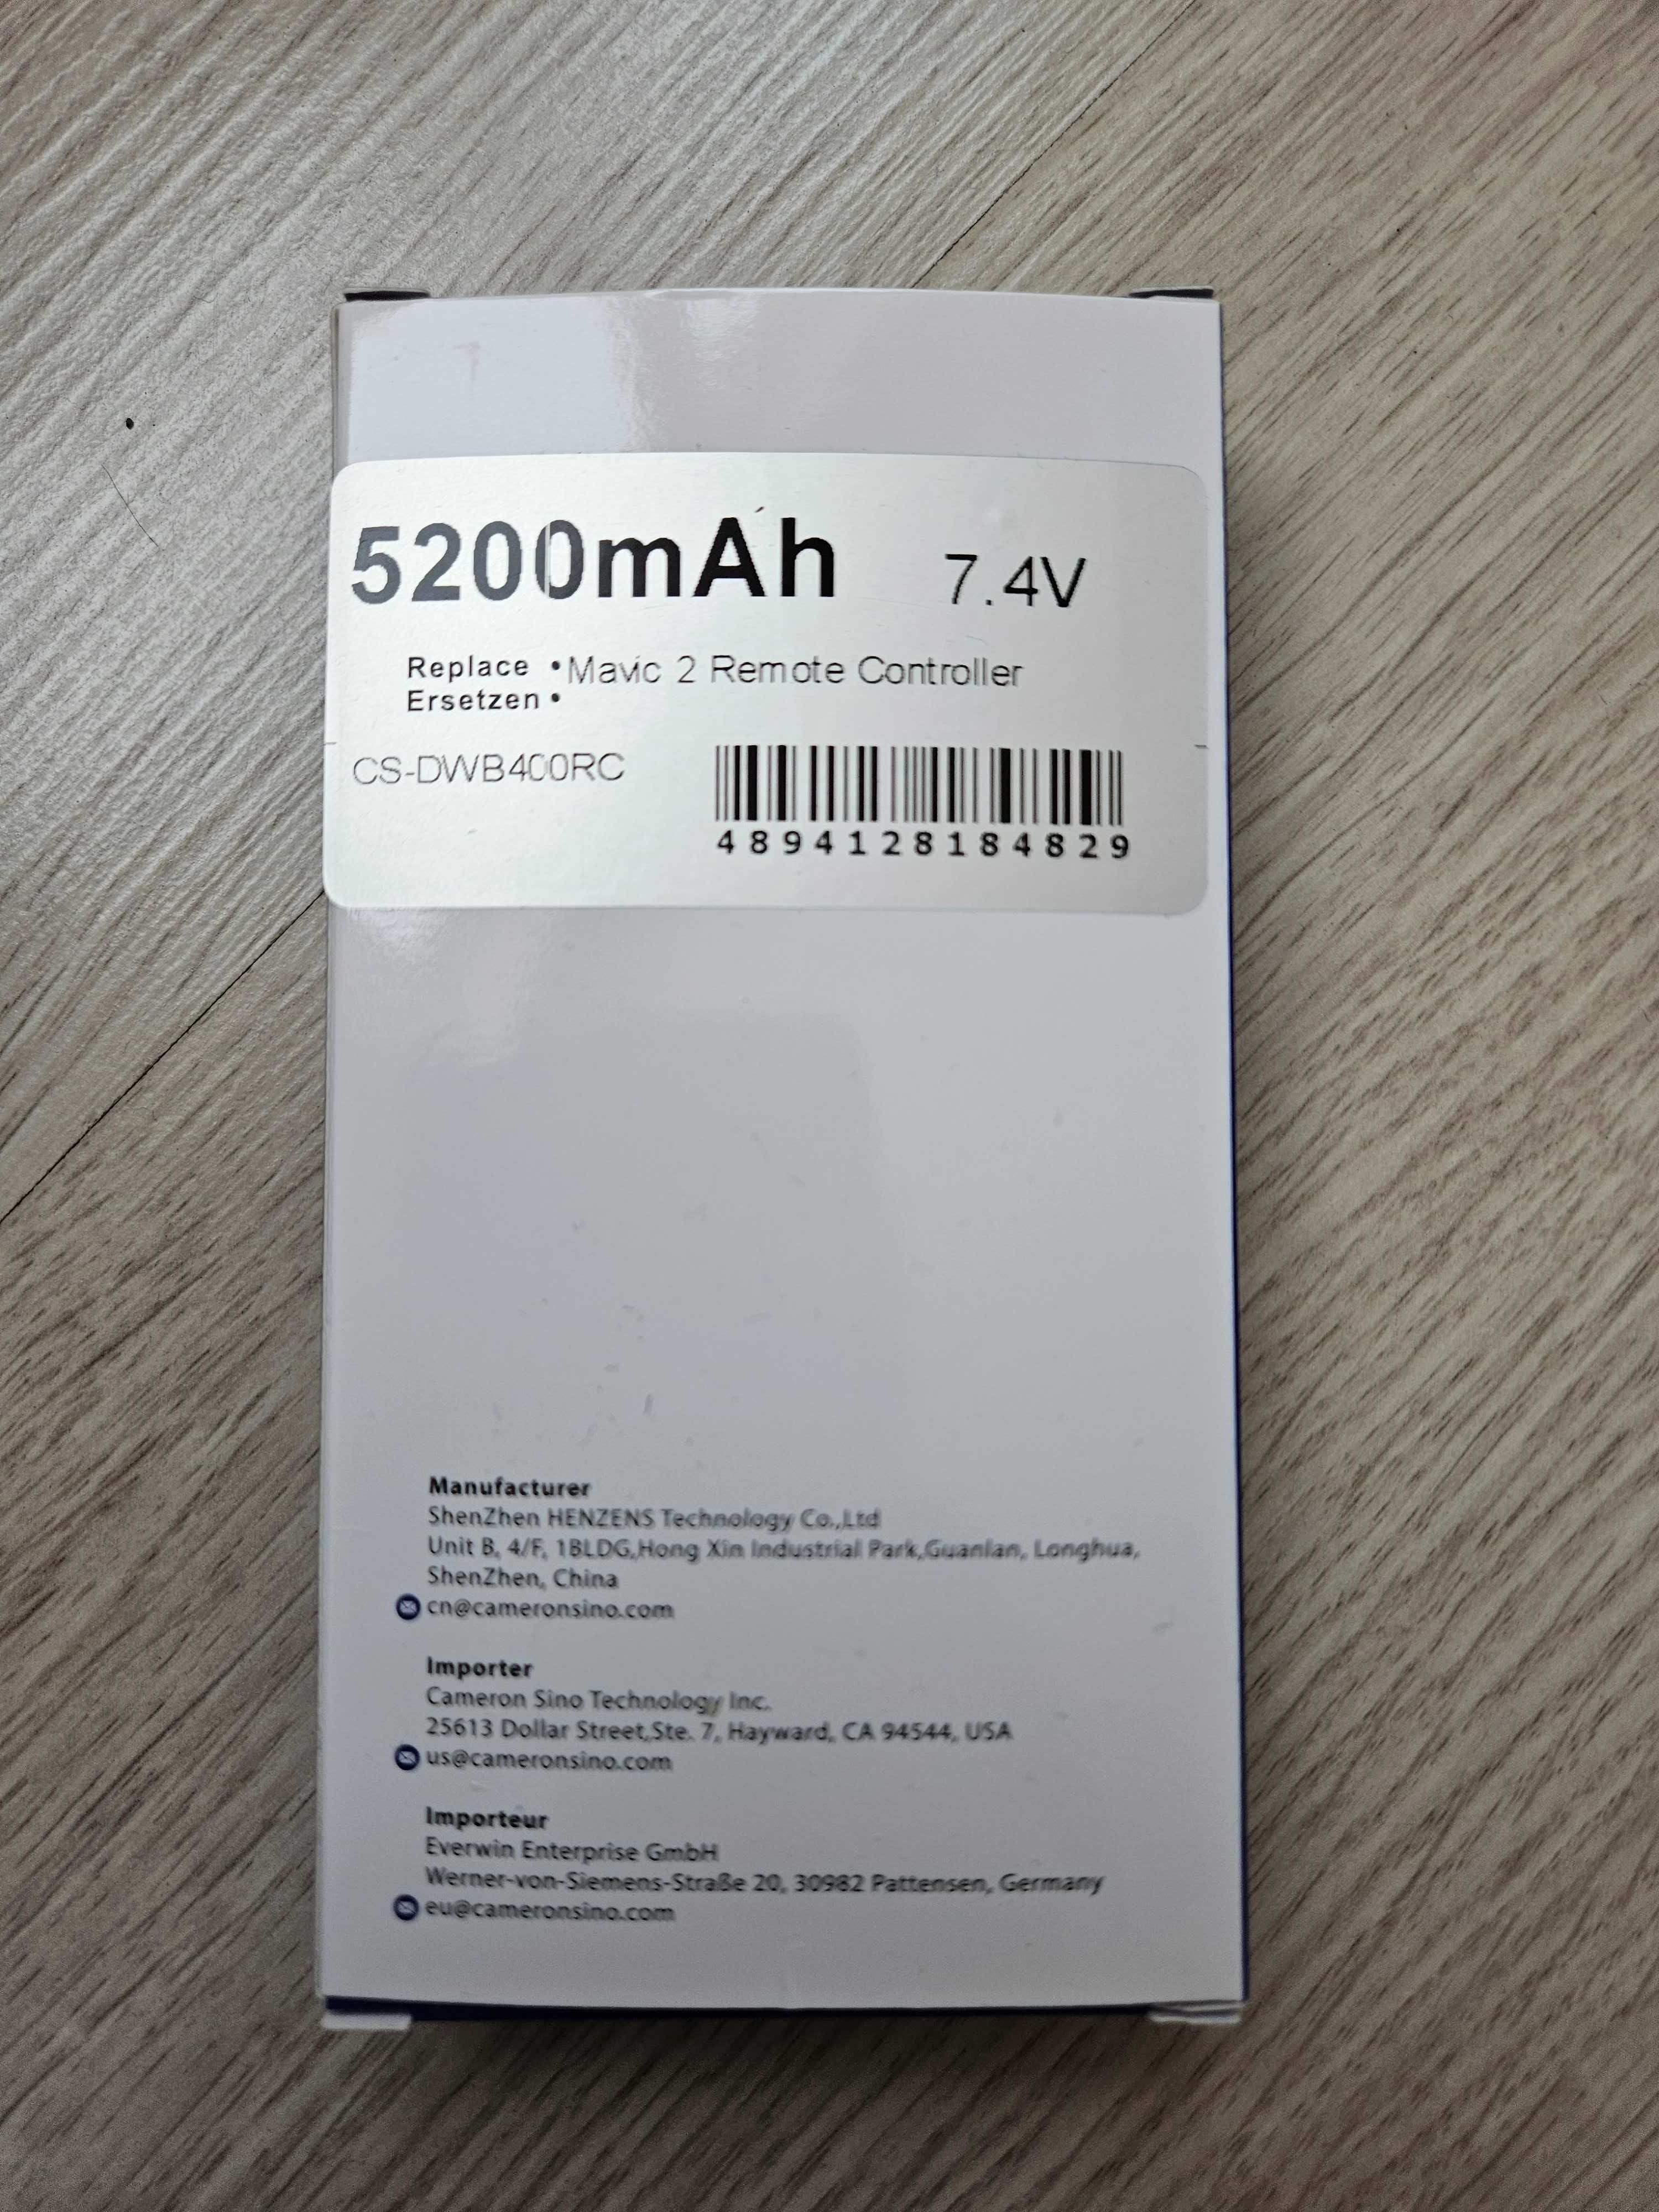 5200mAh 7.4V
Replace • Mavic 2 Remote Controller
Ersetzen •
CS-DWB400RC
4894128184829
Manufacturer
ShenZhen HENZENS Technology Co.,Ltd
Unit B, 4/F, 1BLDG,Hong Xin Industrial Park,Guanlan, Longhua,
ShenZhen, China
cn@cameronsino.com
Importer
Cameron Sino Technology Inc.
25613 Dollar Street,Ste. 7, Hayward, CA 94544, USA
us@cameronsino.com
Importeur
Everwin Enterprise GmbH
Werner-von-Siemens-Straße 20, 30982 Pattensen, Germany
eu@cameronsino.com